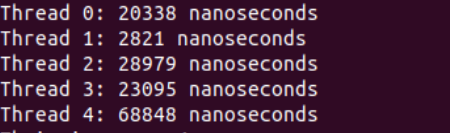 Thread 0: 20338 nanoseconds
Thread 1: 2821 nanoseconds
Thread 2: 28979 nanoseconds
Thread 3: 23095 nanoseconds
Thread 4: 68848 nanoseconds